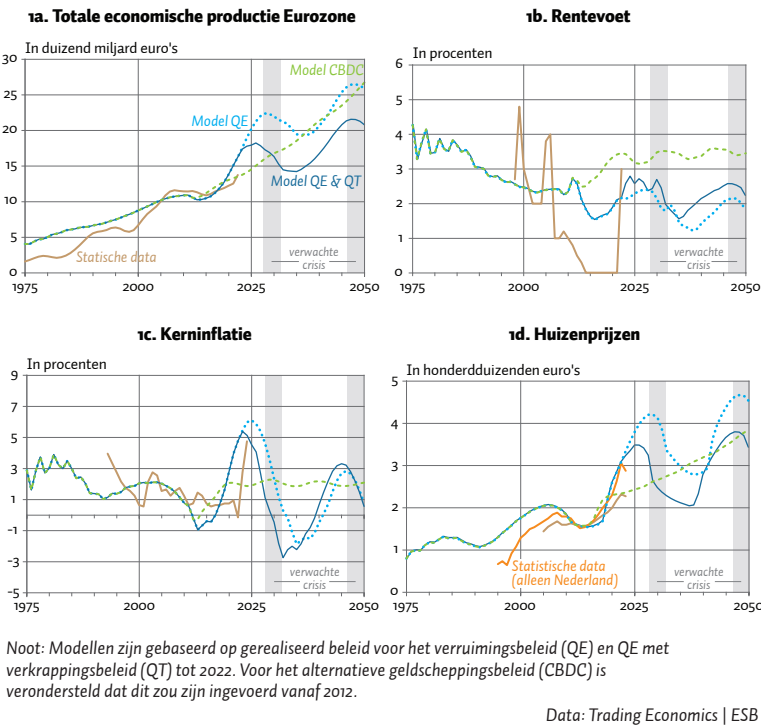 1a. Totale economische productie Eurozone
In duizend miljard euro's
30
25
20
15
10
5
0
1975
2000
2025
2050
Model CBDC
Model QE
Model QE & QT
Statische data
verwachte
crisis
1b. Rentevoet
In procenten
6
5
4
3
2
1
0
1975
2000
2025
2050
verwachte
crisis
1c. Kerninflatie
In procenten
9
7
5
3
1
-1
-3
-5
1975
2000
2025
2050
verwachte
crisis
1d. Huizenprijzen
In honderdduizenden euro's
5
4
3
2
1
0
1975
2000
2025
2050
Statistische data
(alleen Nederland)
verwachte
crisis
Noot: Modellen zijn gebaseerd op gerealiseerd beleid voor het verruimingsbeleid (QE) en QE met
verkrappingsbeleid (QT) tot 2022. Voor het alternatieve geldscheppingsbeleid (CBDC) is
verondersteld dat dit zou zijn ingevoerd vanaf 2012.
Data: Trading Economics | ESB